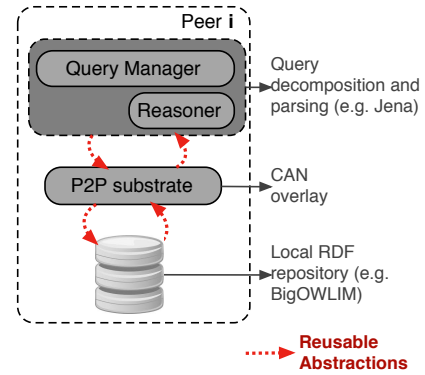 Peer i
Query Manager
Reasoner
Query
decomposition and
parsing (e.g. Jena)
P2P substrate
CAN
overlay
Local RDF
repository (e.g.
BigOWLIM)
Reusable
Abstractions